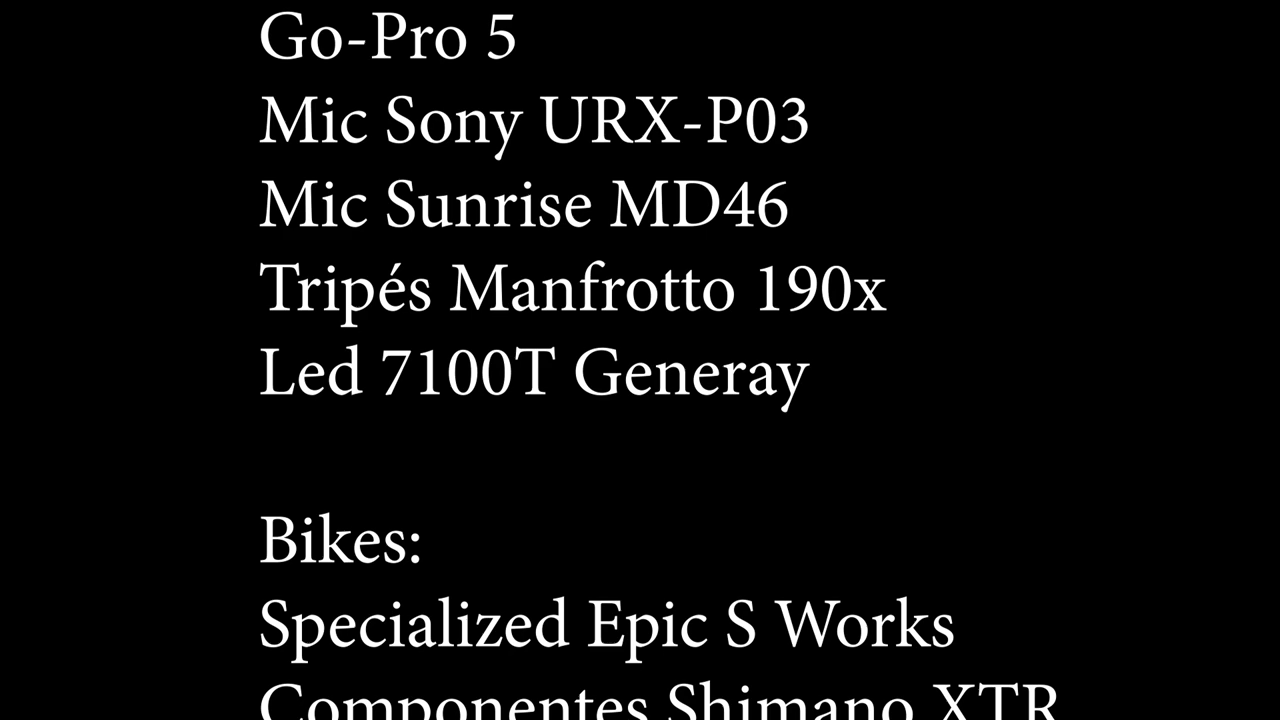 Go-Pro 5
Mic Sony URX-P03
Mic Sunrise MD46
Tripés Manfrotto 190x
Led 7100T Generay
Bikes:
Specialized Epic S Works
Componentes Shimano XTR